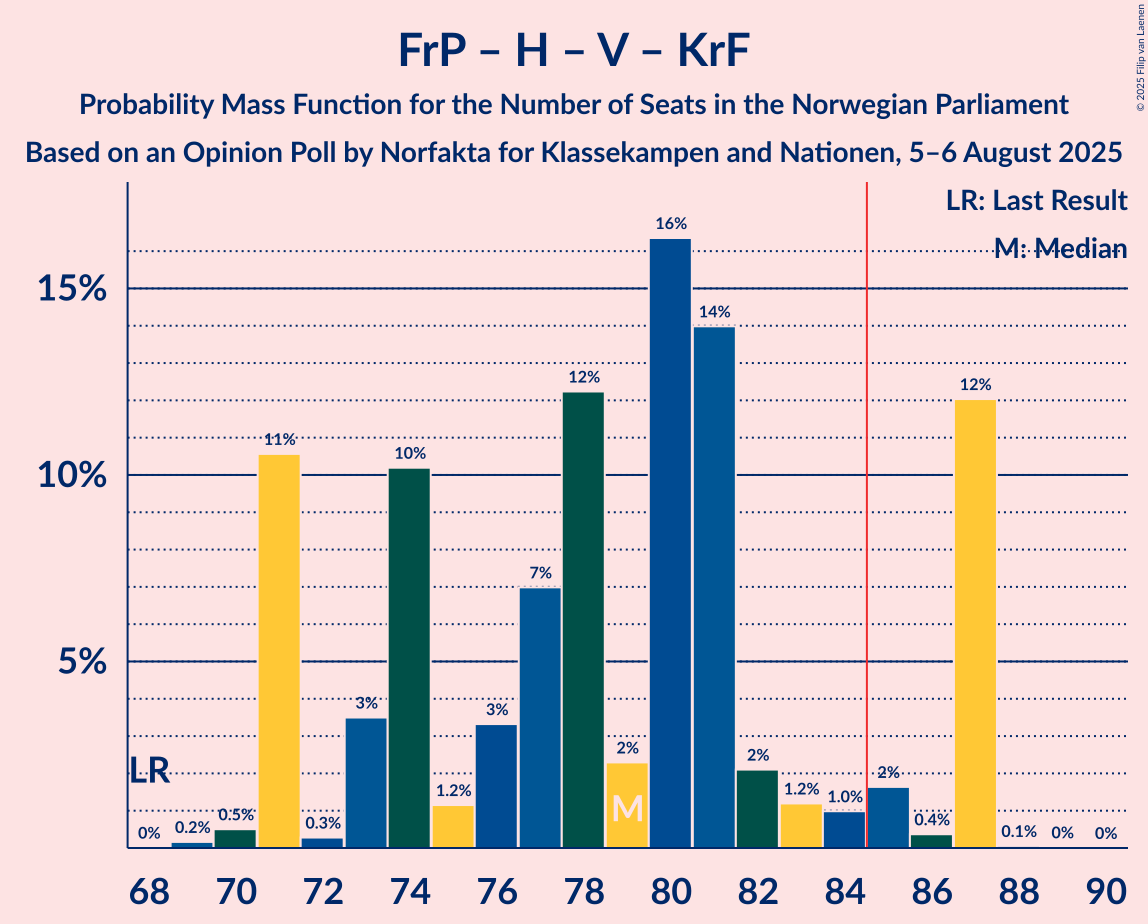 FrP – H – V – KrF
Probability Mass Function for the Number of Seats in the Norwegian Parliament
Based on an Opinion Poll by Norfakta for Klassekampen and Nationen, 5–6 August 2025
© 2025 Filip van Laenen
LR: Last Result
M: Median
15%
10%
5%
LR
M
0%
0.2%
0.5%
11%
0.3%
3%
10%
1.2%
3%
7%
12%
2%
16%
14%
2%
1.2%
1.0%
2%
0.4%
12%
0.1%
0%
0%
68 70 72 74 76 78 80 82 84 86 88 90